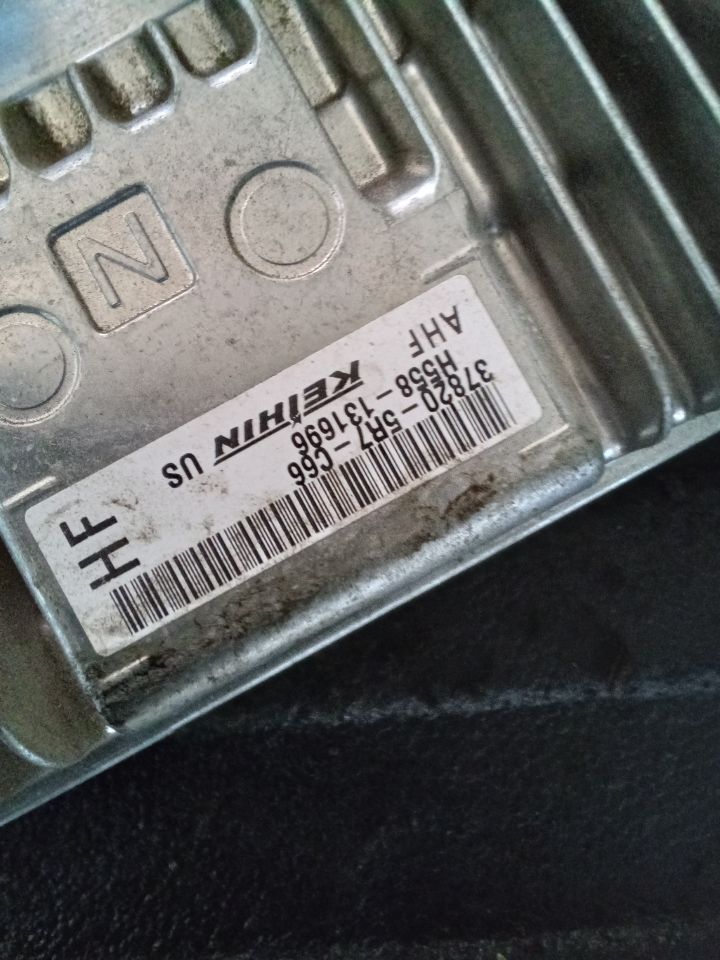 37820-5R7-C66
H558-131696
AHF
KEIHIN US
HF
N